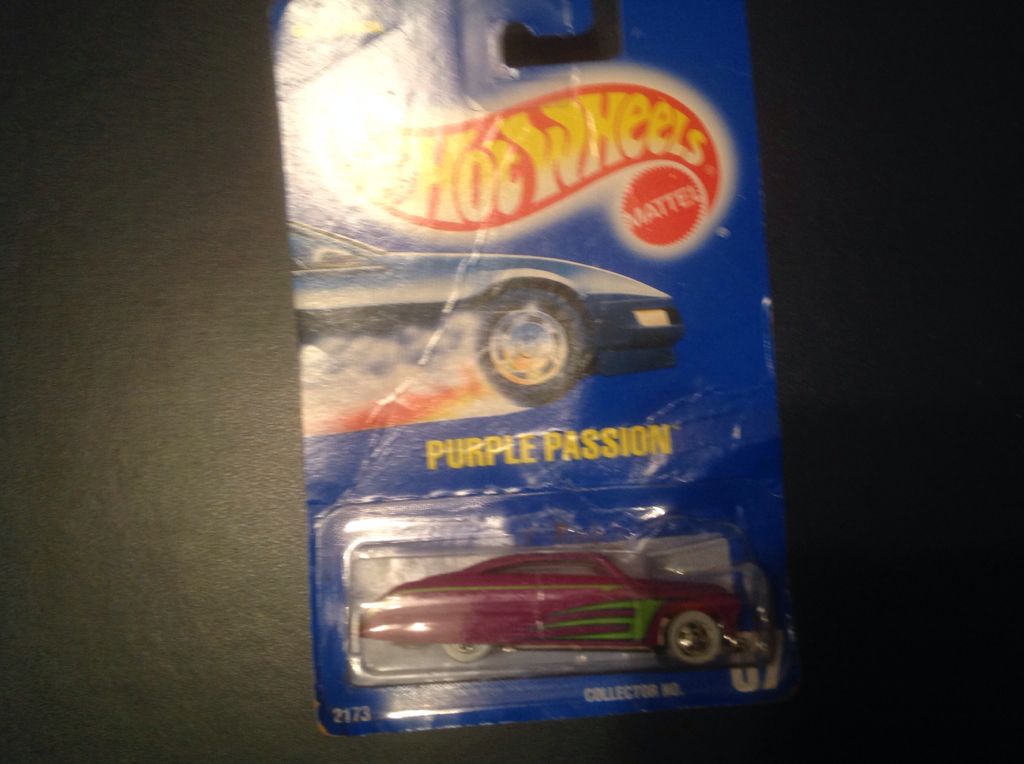 HOT WHEELS
MATTEL
PURPLE PASSION
COLLECTOR NO.
2173